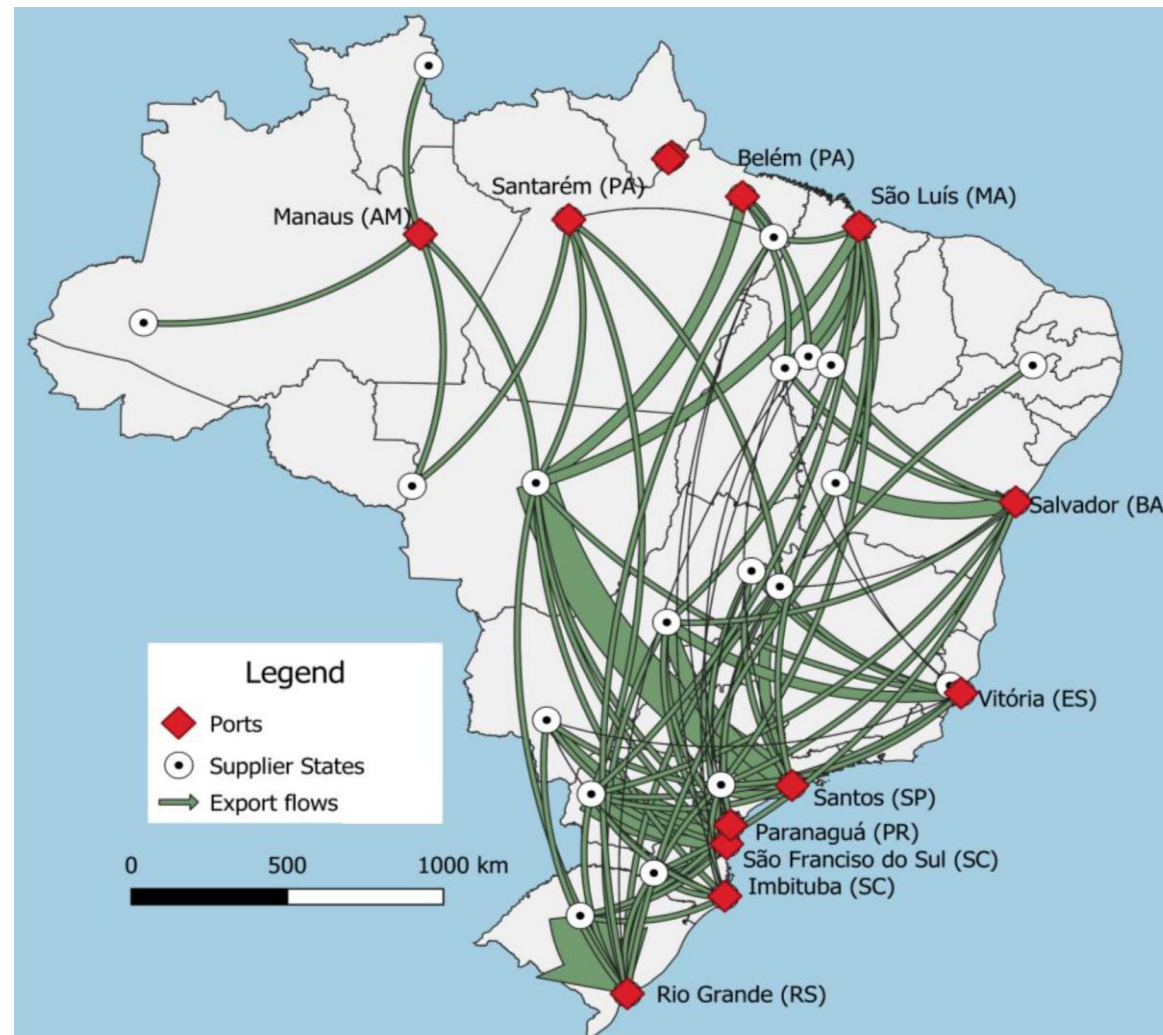 Belém (PA)
Santarém (PA)
São Luís (MA)
Manaus (AM)
Salvador (BA
Legend
Ports
Supplier States
Export flows
Vitória (ES)
Santos (SP)
Paranaguá (PR)
São Franciso do Sul (SC)
Imbituba (SC)
0 500 1000 km
Rio Grande (RS)